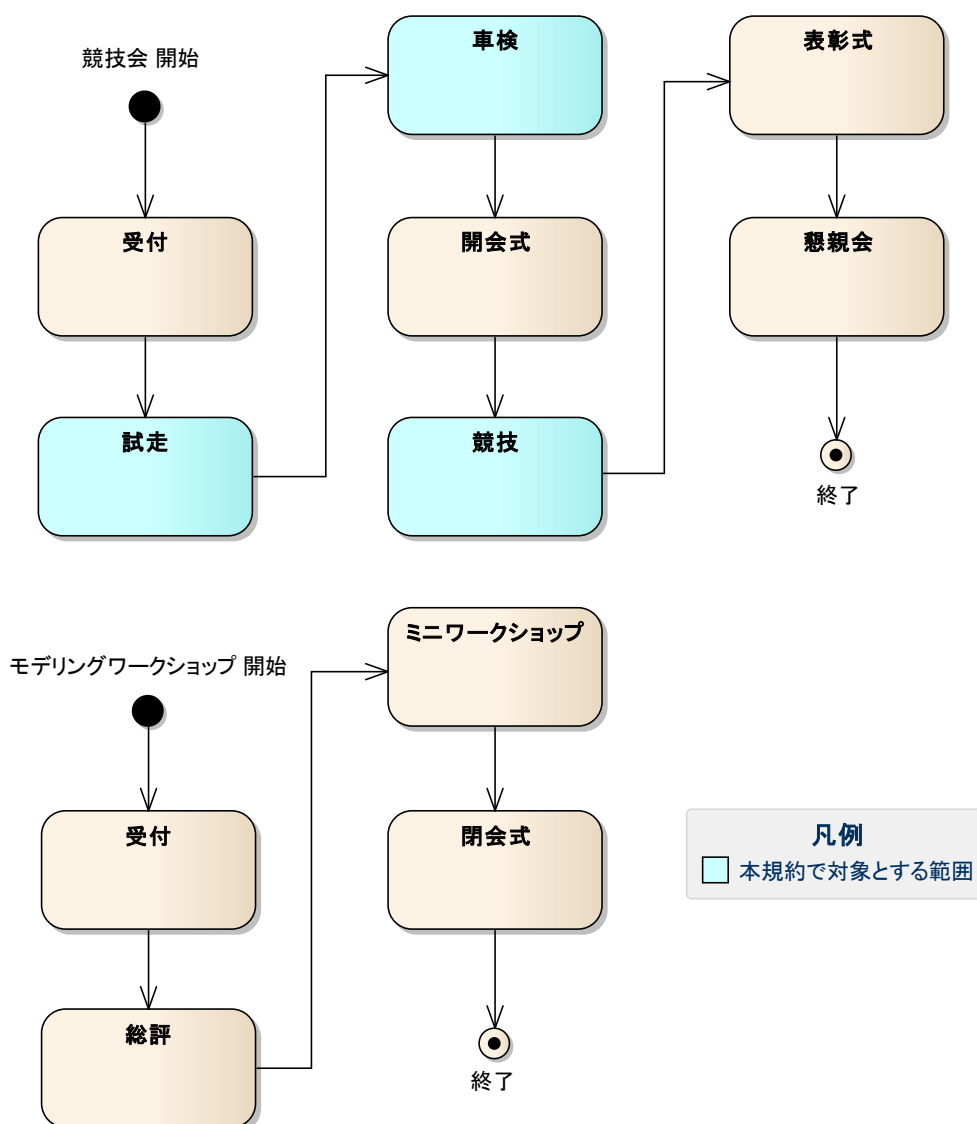 競技会 開始
受付
試走
車検
開会式
競技
表彰式
懇親会
終了
モデリングワークショップ 開始
受付
総評
ミニワークショップ
閉会式
終了
凡例
本規約で対象とする範囲